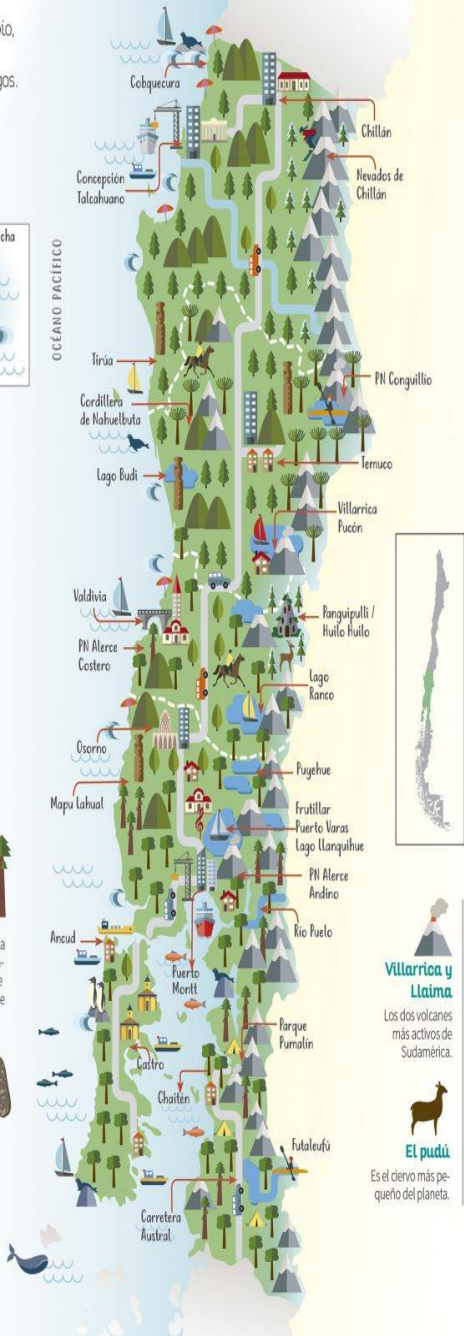 gos.
Cobquecura
Chillán
Concepción
Talcahuano
Nevados de
Chillán
OCÉANO PACÍFICO
Tirúa
PN Conguillío
Cordillera
de Nahuelbuta
Temuco
Lago Budi
Villarrica
Pucón
Valdivia
Panguipulli /
Huilo Huilo
PN Alerce
Costero
Lago
Ranco
Osorno
Puyehue
Mapu Lahual
Frutillar
Puerto Varas
Lago Llanquihue
PN Alerce
Andino
Río Puelo
Ancud
Puerto
Montt
Parque
Pumalín
Castro
Chaitén
Futaleufú
Carretera
Austral
Villarrica y
Llaima
Los dos volcanes
más activos de
Sudamérica.
El pudú
Es el ciervo más pe-
queño del planeta.